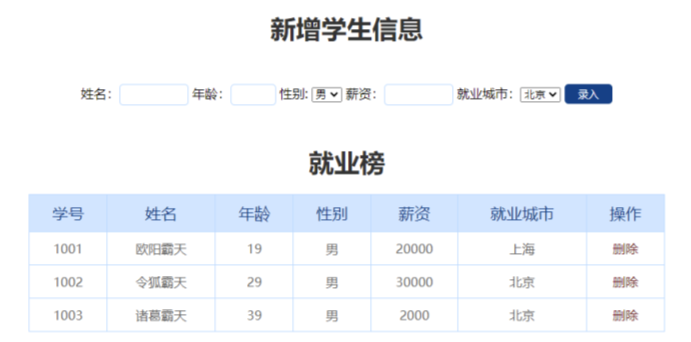 新增学生信息
姓名： 年龄： 性别: 男 薪资： 就业城市： 北京 录入
就业榜
学号 姓名 年龄 性别 薪资 就业城市 操作
1001 欧阳霸天 19 男 20000 上海 删除
1002 令狐霸天 29 男 30000 北京 删除
1003 诸葛霸天 39 男 2000 北京 删除